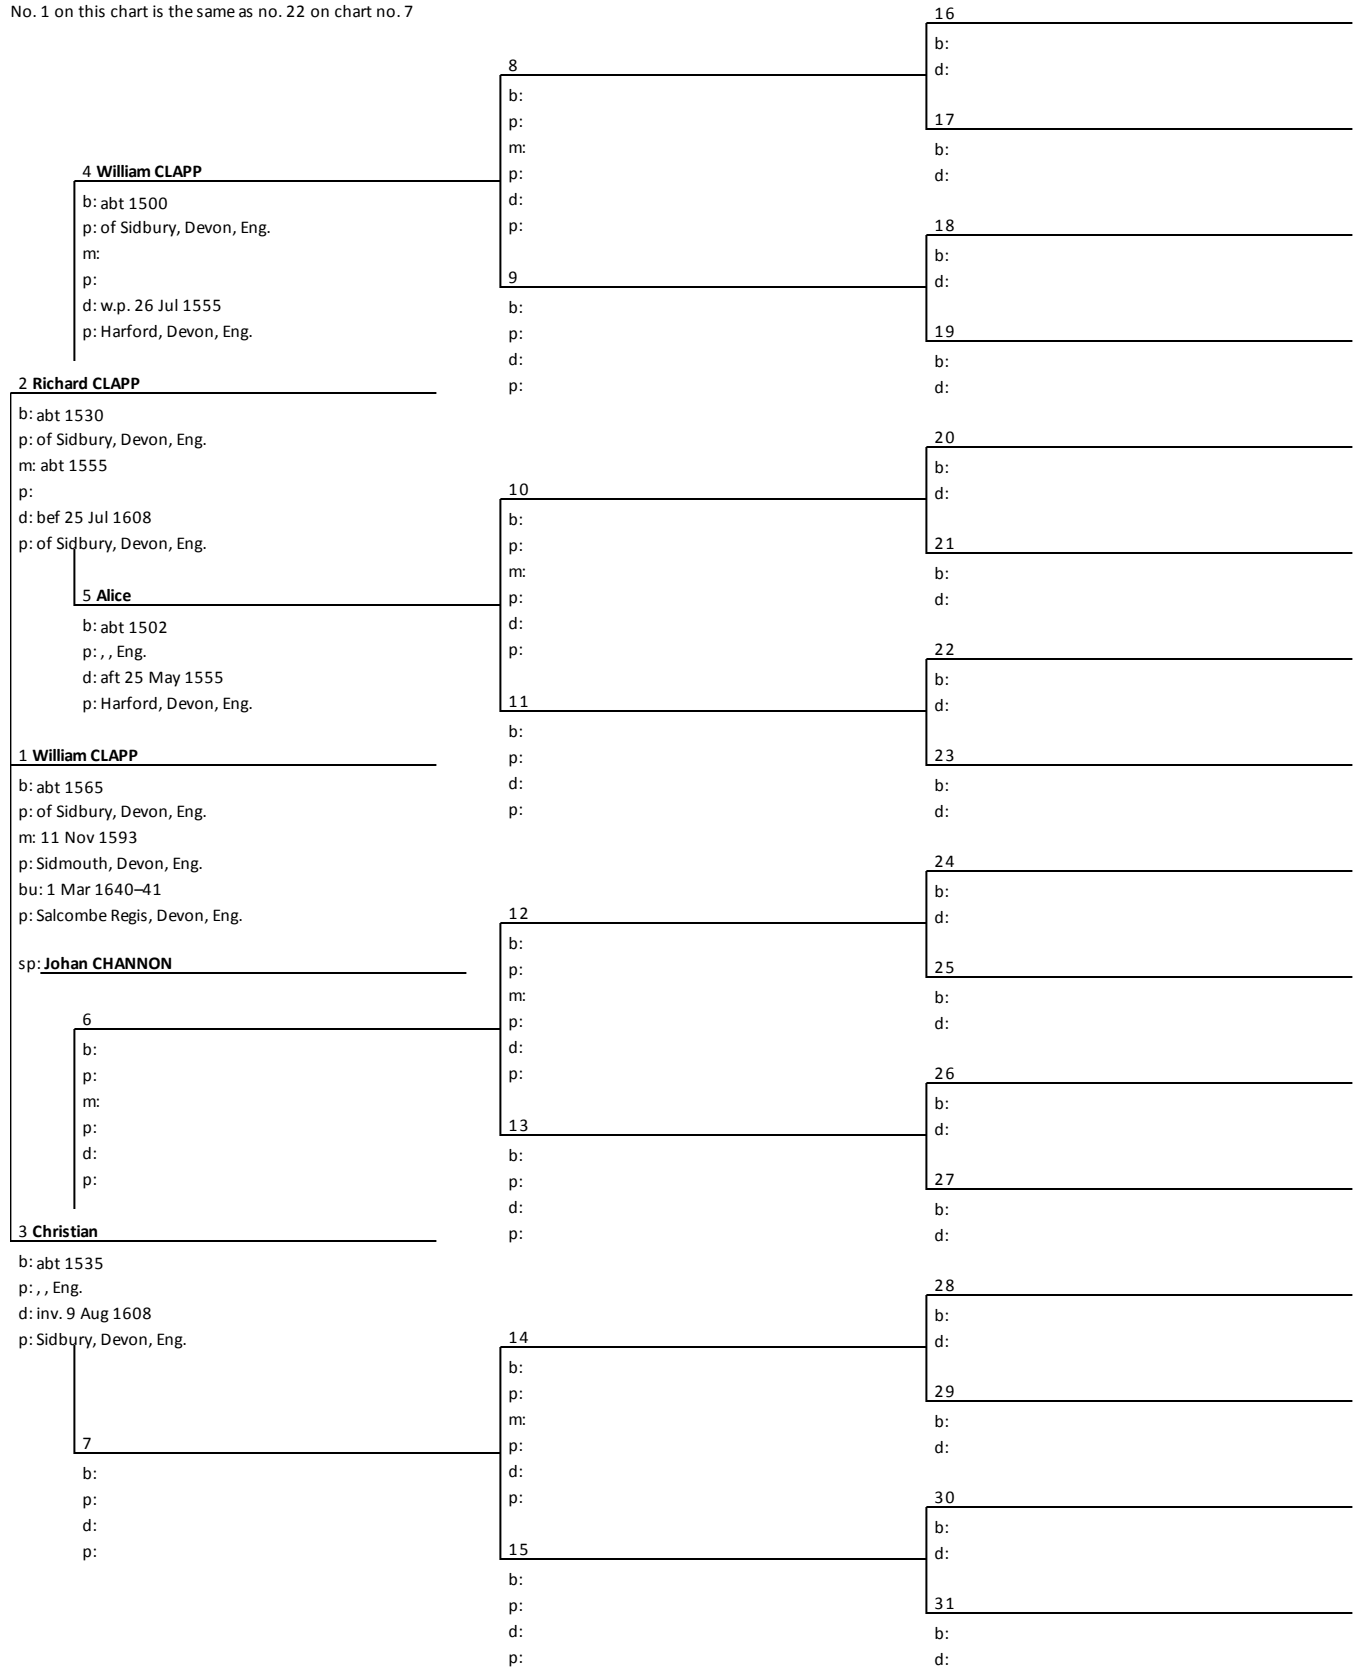 No. 1 on this chart is the same as no. 22 on chart no. 7
4 William CLAPP
b: abt 1500
p: of Sidbury, Devon, Eng.
m:
p:
d: w.p. 26 Jul 1555
p: Harford, Devon, Eng.
2 Richard CLAPP
b: abt 1530
p: of Sidbury, Devon, Eng.
m: abt 1555
p:
d: bef 25 Jul 1608
p: of Sidbury, Devon, Eng.
5 Alice
b: abt 1502
p: , , Eng.
d: aft 25 May 1555
p: Harford, Devon, Eng.
1 William CLAPP
b: abt 1565
p: of Sidbury, Devon, Eng.
m: 11 Nov 1593
p: Sidmouth, Devon, Eng.
bu: 1 Mar 1640–41
p: Salcombe Regis, Devon, Eng.
sp: Johan CHANNON
6
b:
p:
m:
p:
d:
p:
3 Christian
b: abt 1535
p: , , Eng.
d: inv. 9 Aug 1608
p: Sidbury, Devon, Eng.
7
b:
p:
d:
p:
8
b:
p:
m:
p:
d:
p:
9
b:
p:
d:
p:
10
b:
p:
m:
p:
d:
p:
11
b:
p:
d:
p:
12
b:
p:
m:
p:
d:
p:
13
b:
p:
d:
p:
14
b:
p:
m:
p:
d:
p:
15
b:
p:
d:
p:
16
b:
d:
17
b:
d:
18
b:
d:
19
b:
d:
20
b:
d:
21
b:
d:
22
b:
d:
23
b:
d:
24
b:
d:
25
b:
d:
26
b:
d:
27
b:
d:
28
b:
d:
29
b:
d:
30
b:
d:
31
b:
d: